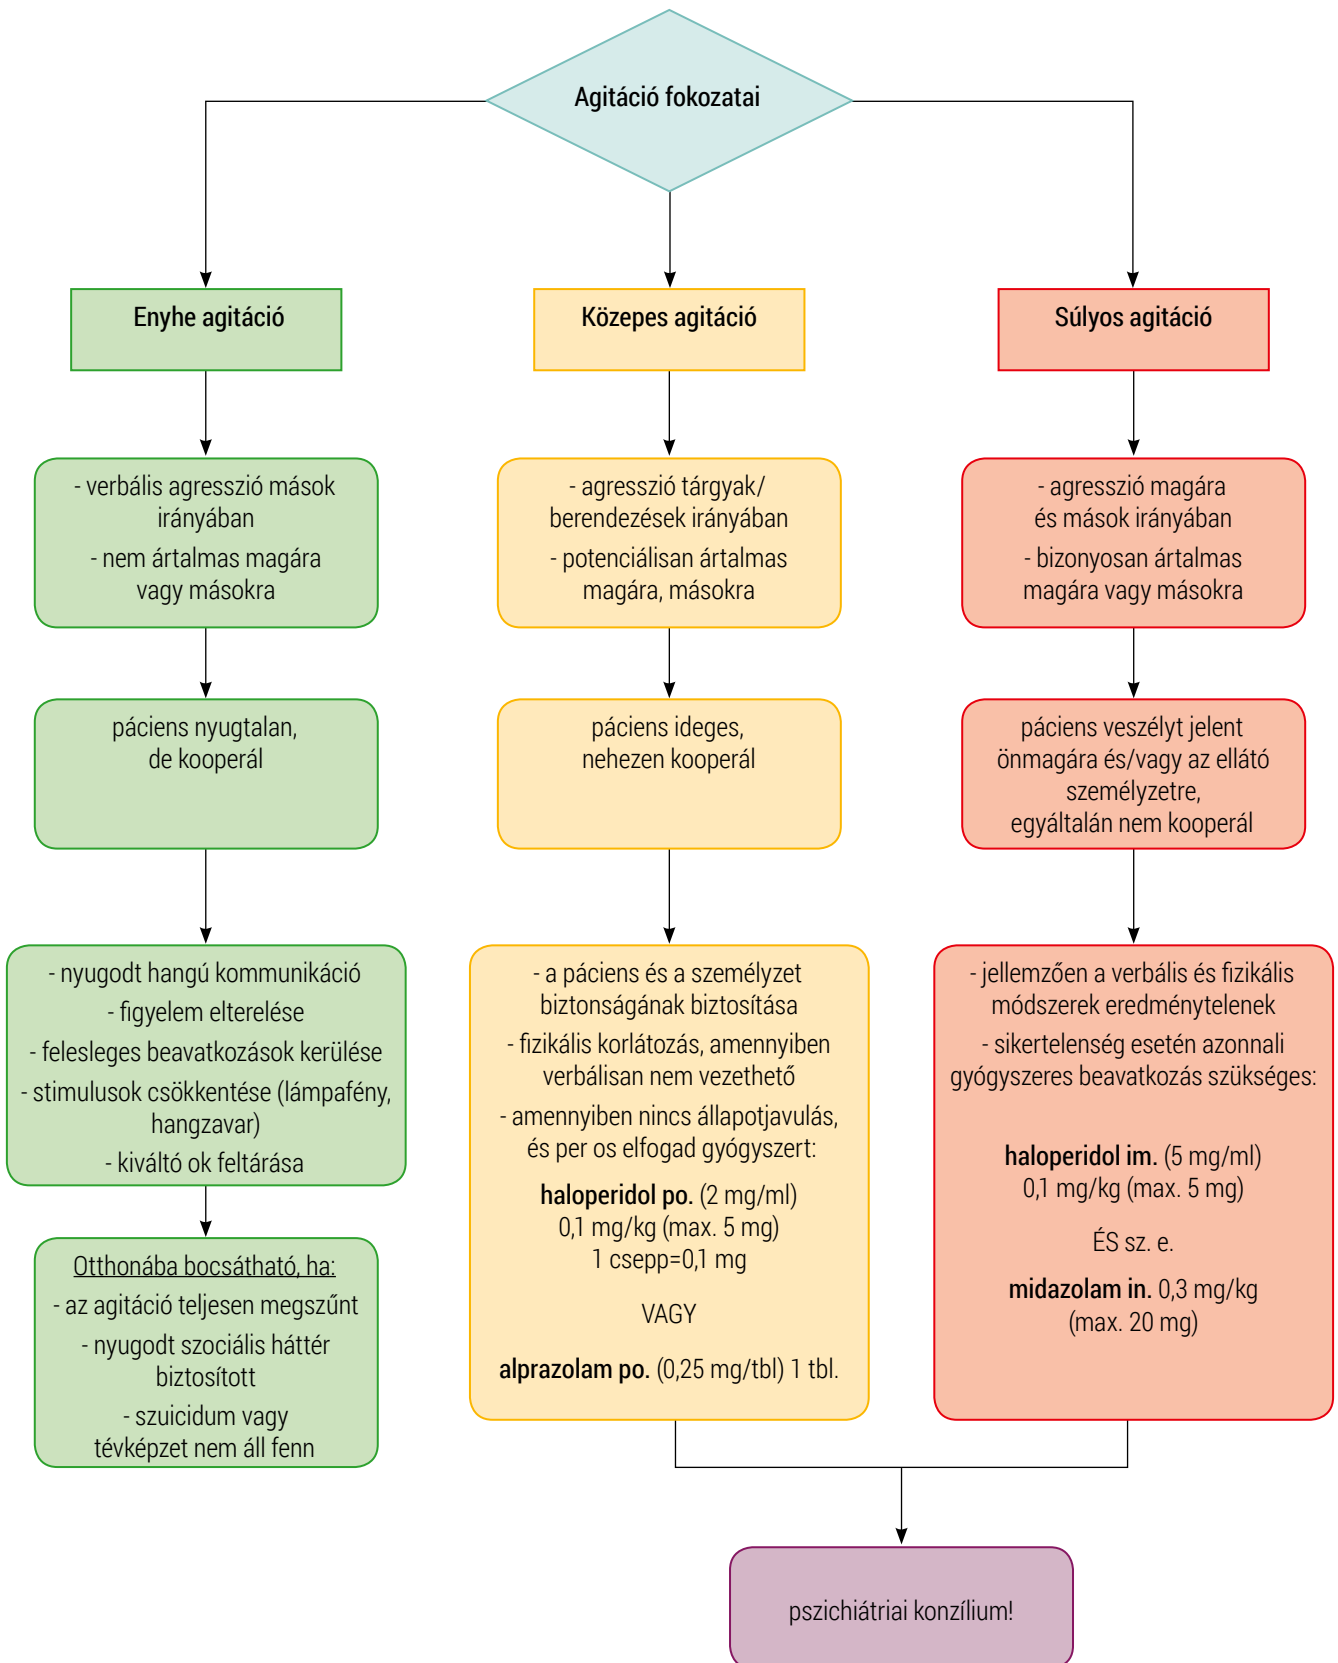 Agitáció fokozatai
Enyhe agitáció
- verbális agresszió mások
irányában
- nem ártalmas magára
vagy másokra
páciens nyugtalan,
de kooperál
- nyugodt hangú kommunikáció
- figyelem elterelése
- felesleges beavatkozások kerülése
- stimulusok csökkentése (lámpafény,
hangzavar)
- kiváltó ok feltárása
Otthonába bocsátható, ha:
- az agitáció teljesen megszűnt
- nyugodt szociális háttér
biztosított
- szuicidum vagy
tévképzet nem áll fenn
Közepes agitáció
- agresszió tárgyak/
berendezések irányában
- potenciálisan ártalmas
magára, másokra
páciens ideges,
nehezen kooperál
- a páciens és a személyzet
biztonságának biztosítása
- fizikális korlátozás, amennyiben
verbálisan nem vezethető
- amennyiben nincs állapotjavulás,
és per os elfogad gyógyszert:
haloperidol po. (2 mg/ml)
0,1 mg/kg (max. 5 mg)
1 csepp=0,1 mg
VAGY
alprazolam po. (0,25 mg/tbl) 1 tbl.
Súlyos agitáció
- agresszió magára
és mások irányában
- bizonyosan ártalmas
magára vagy másokra
páciens veszélyt jelent
önmagára és/vagy az ellátó
személyzetre,
egyáltalán nem kooperál
- jellemzően a verbális és fizikális
módszerek eredménytelenek
- sikertelenség esetén azonnali
gyógyszeres beavatkozás szükséges:
haloperidol im. (5 mg/ml)
0,1 mg/kg (max. 5 mg)
ÉS sz. e.
midazolam in. 0,3 mg/kg
(max. 20 mg)
pszichiátriai konzílium!